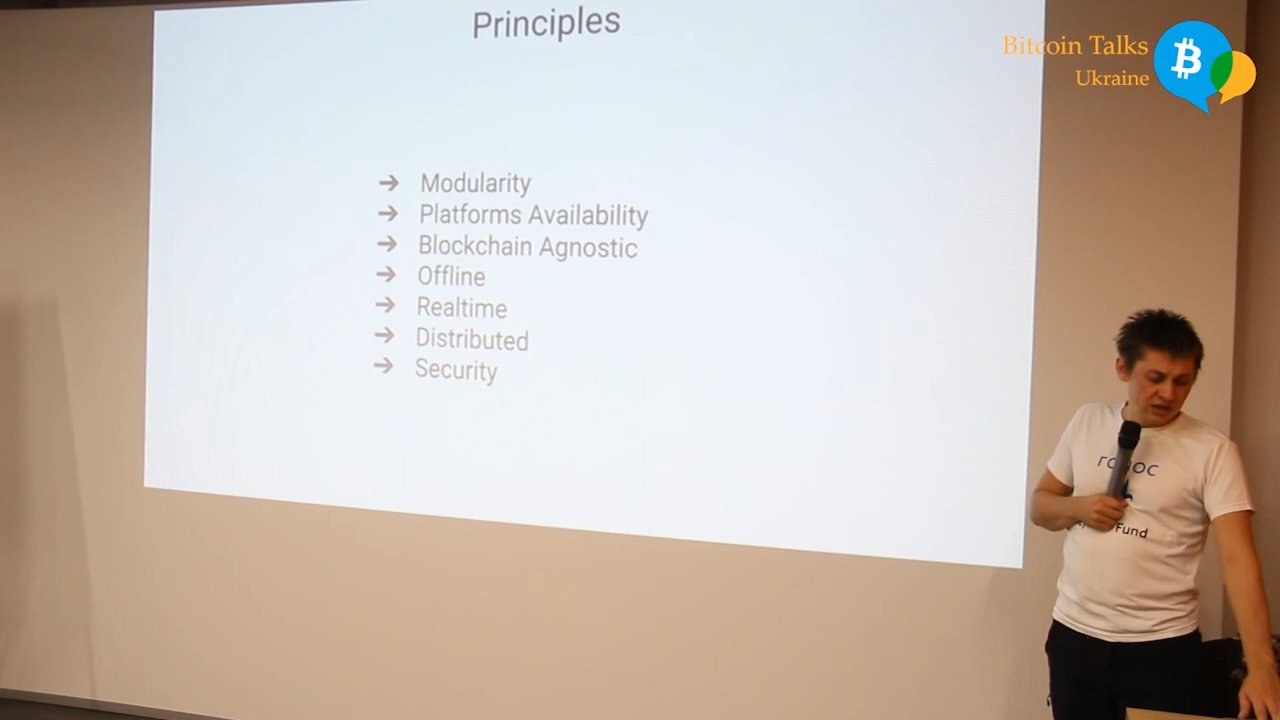 Principles
Bitcoin Talks
Ukraine
→ Modularity
→ Platforms Availability
→ Blockchain Agnostic
→ Offline
→ Realtime
→ Distributed
→ Security
Fund